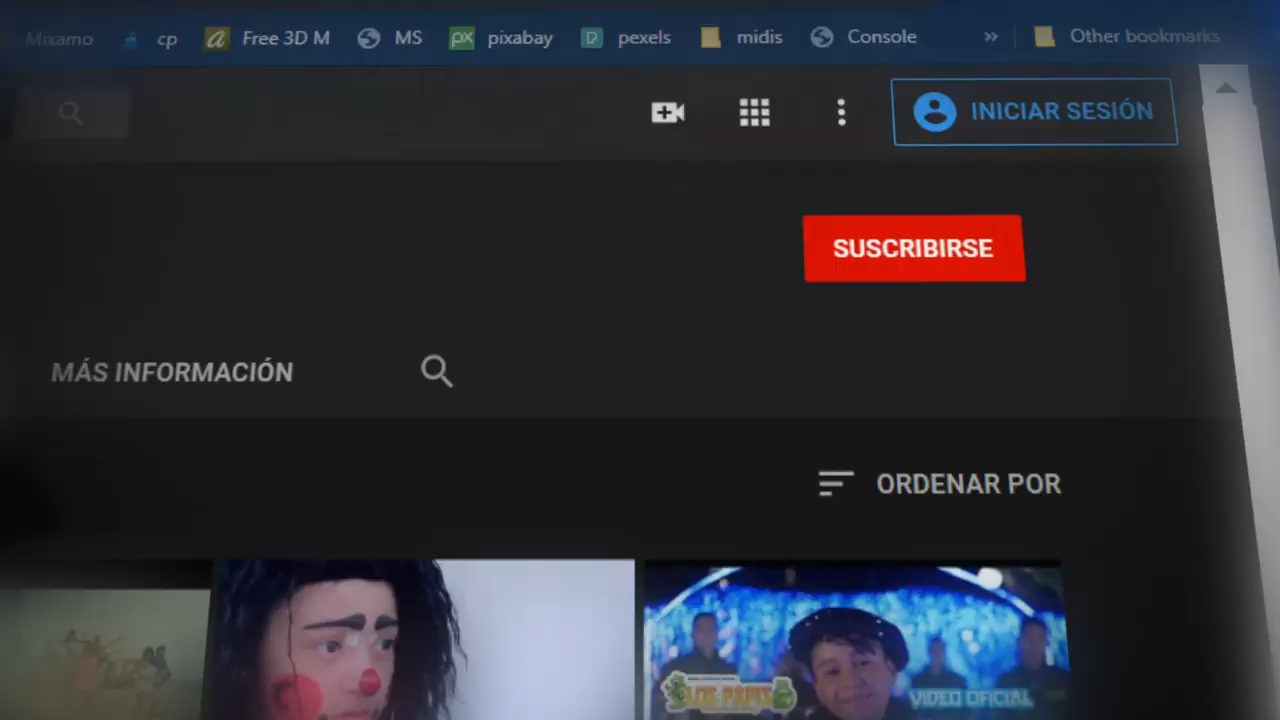 Mixamo cp Free 3D M MS pixabay pexels midis Console » Other bookmarks
INICIAR SESIÓN
SUSCRIBIRSE
MÁS INFORMACIÓN
ORDENAR POR
VIDEO OFICIAL